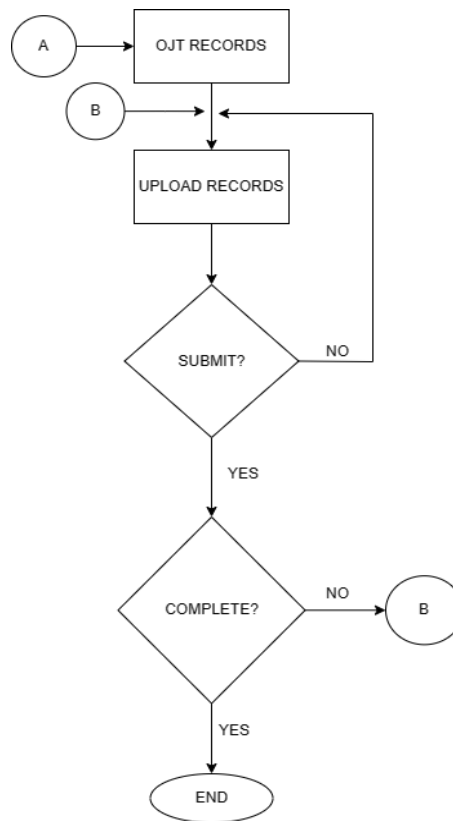 A
OJT RECORDS
B
UPLOAD RECORDS
SUBMIT?
NO
YES
COMPLETE?
NO
B
YES
END